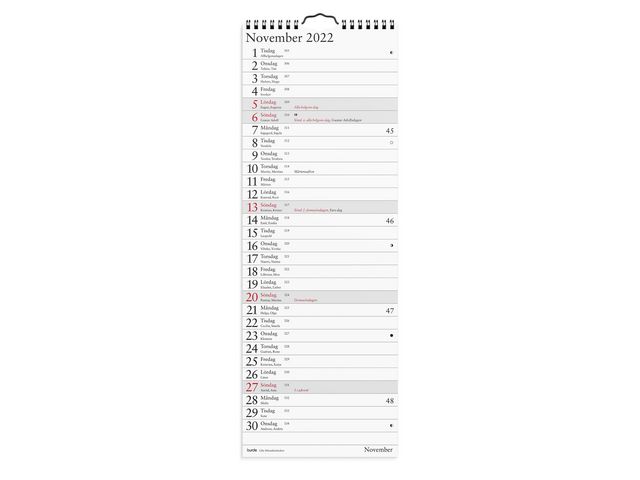 November 2022
1 Tisdag 305
Allhelgonadagen
2 Onsdag 306
Tobias, Tim
3 Torsdag 307
Hubert, Hugo
4 Fredag 308
Sverker
5 Lördag 309
Eugen, Eugenia Alla helgons dag
6 Söndag 310
Gustav Adolf Sönd. e. alla helgons dag, Gustav Adolfsdagen
7 Måndag 311 45
Ingegerd, Ingela
8 Tisdag 312
Vendela
9 Onsdag 313
Teodor, Teodora
10 Torsdag 314
Martin, Martina Mårtensafton
11 Fredag 315
Mårten
12 Lördag 316
Konrad, Kurt
13 Söndag 317
Kristian, Krister Sönd. f. domssöndagen, Fars dag
14 Måndag 318 46
Emil, Emilia
15 Tisdag 319
Leopold
16 Onsdag 320
Vibeke, Viveka
17 Torsdag 321
Naemi, Naima
18 Fredag 322
Lillemor, Moa
19 Lördag 323
Elisabet, Lisbet
20 Söndag 324
Pontus, Marina Domssöndagen
21 Måndag 325 47
Helga, Olga
22 Tisdag 326
Cecilia, Sissela
23 Onsdag 327
Klemens
24 Torsdag 328
Gudrun, Rune
25 Fredag 329
Katarina, Katja
26 Lördag 330
Linus
27 Söndag 331
Astrid, Asta 1 i advent
28 Måndag 332 48
Malte
29 Tisdag 333
Sune
30 Onsdag 334
Andreas, Anders
burde November